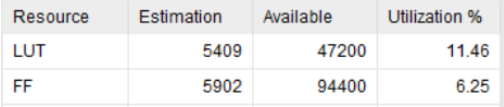 Resource Estimation Available Utilization %
LUT 5409 47200 11.46
FF 5902 94400 6.25